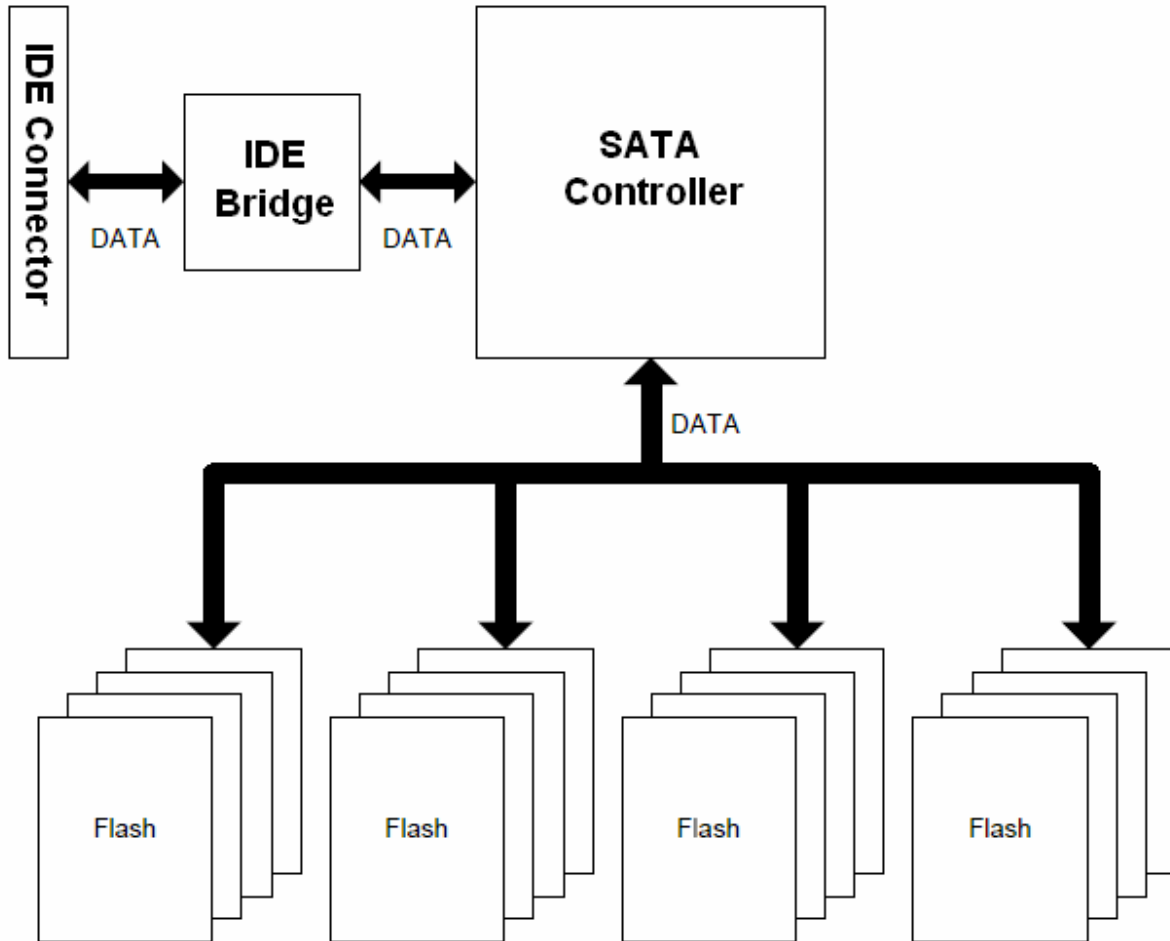 IDE Connector
IDE
Bridge
SATA
Controller
DATA
DATA
DATA
Flash
Flash
Flash
Flash